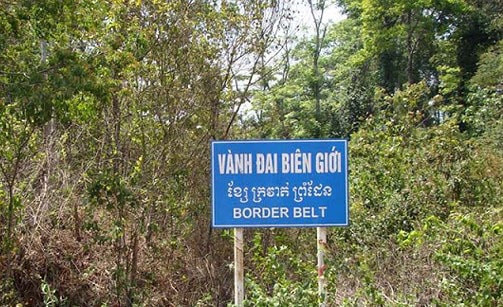 VÀNH ĐAI BIÊN GIỚI
ខ្សែ ក្រវាត់ ព្រំដែន
BORDER BELT